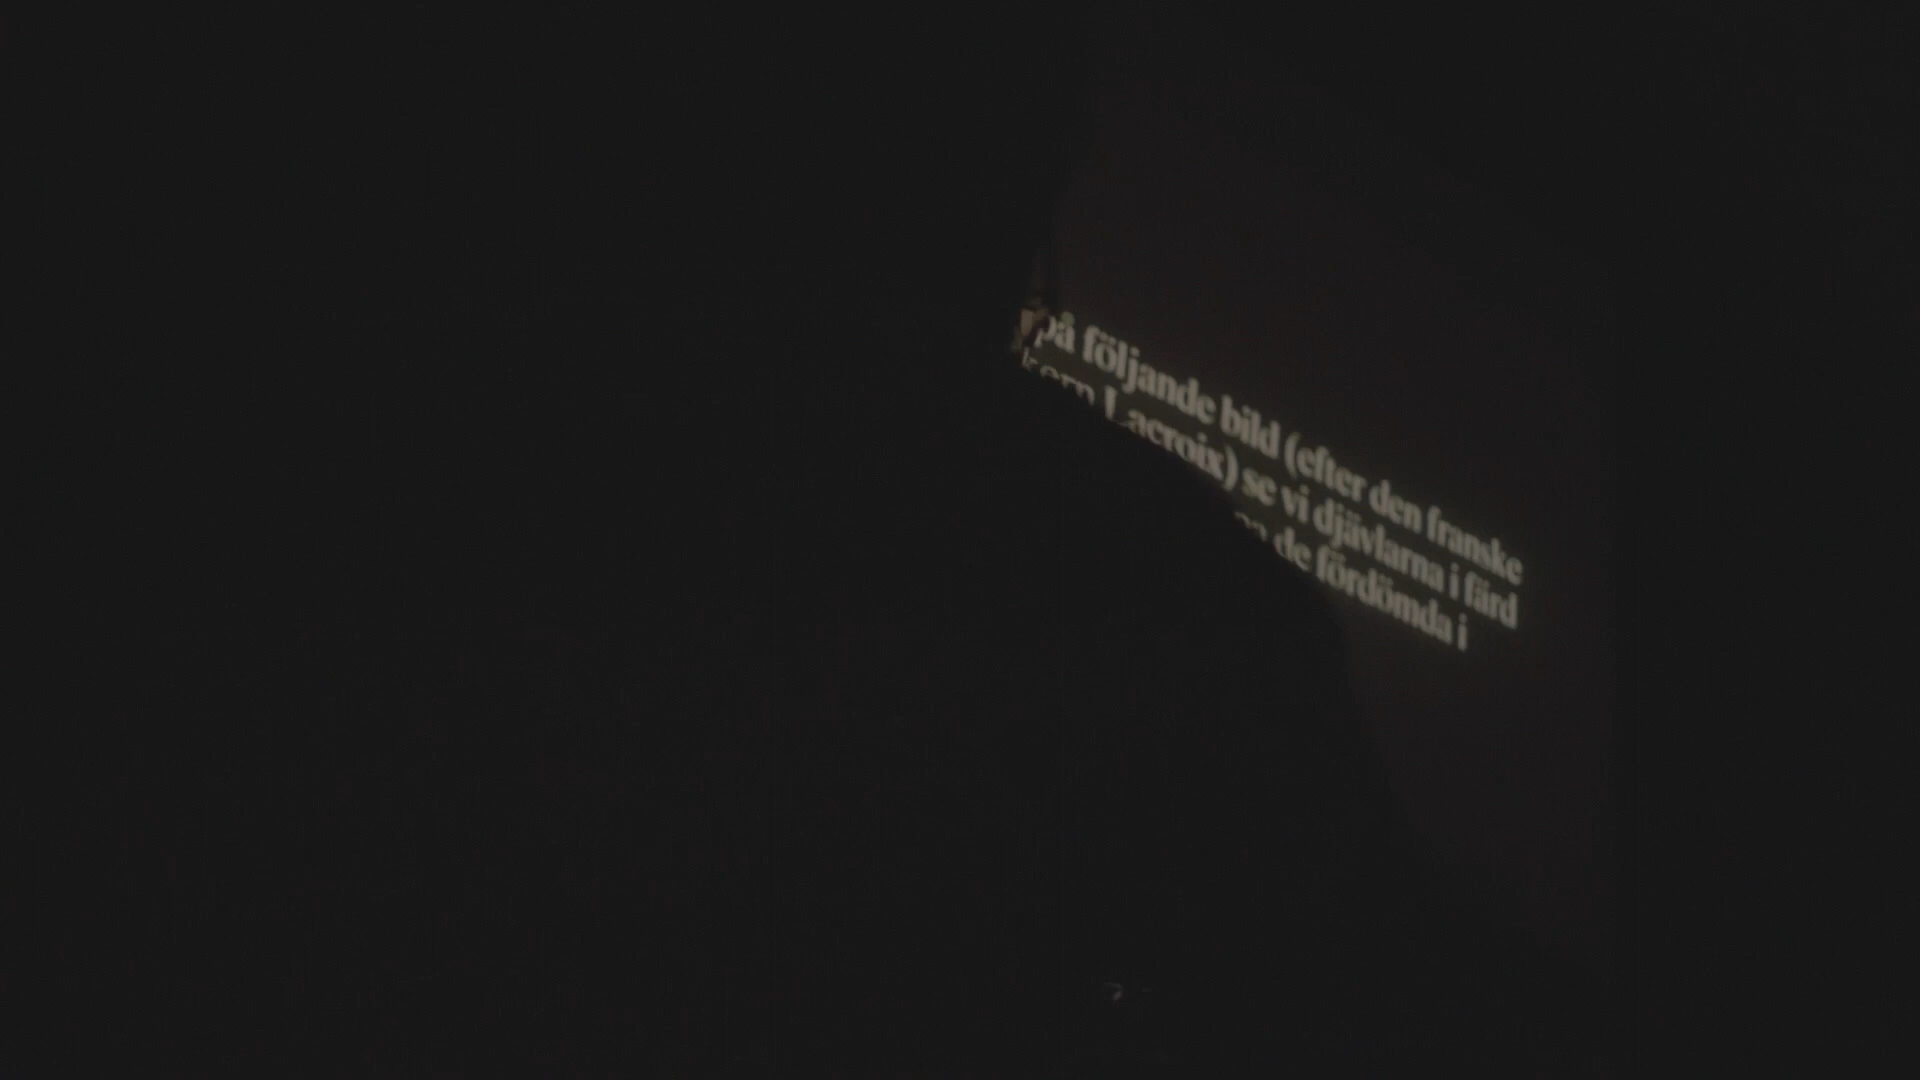 på följande bild (efter den franske
Lacroix) se vi djävlarna i färd
de fördömda i